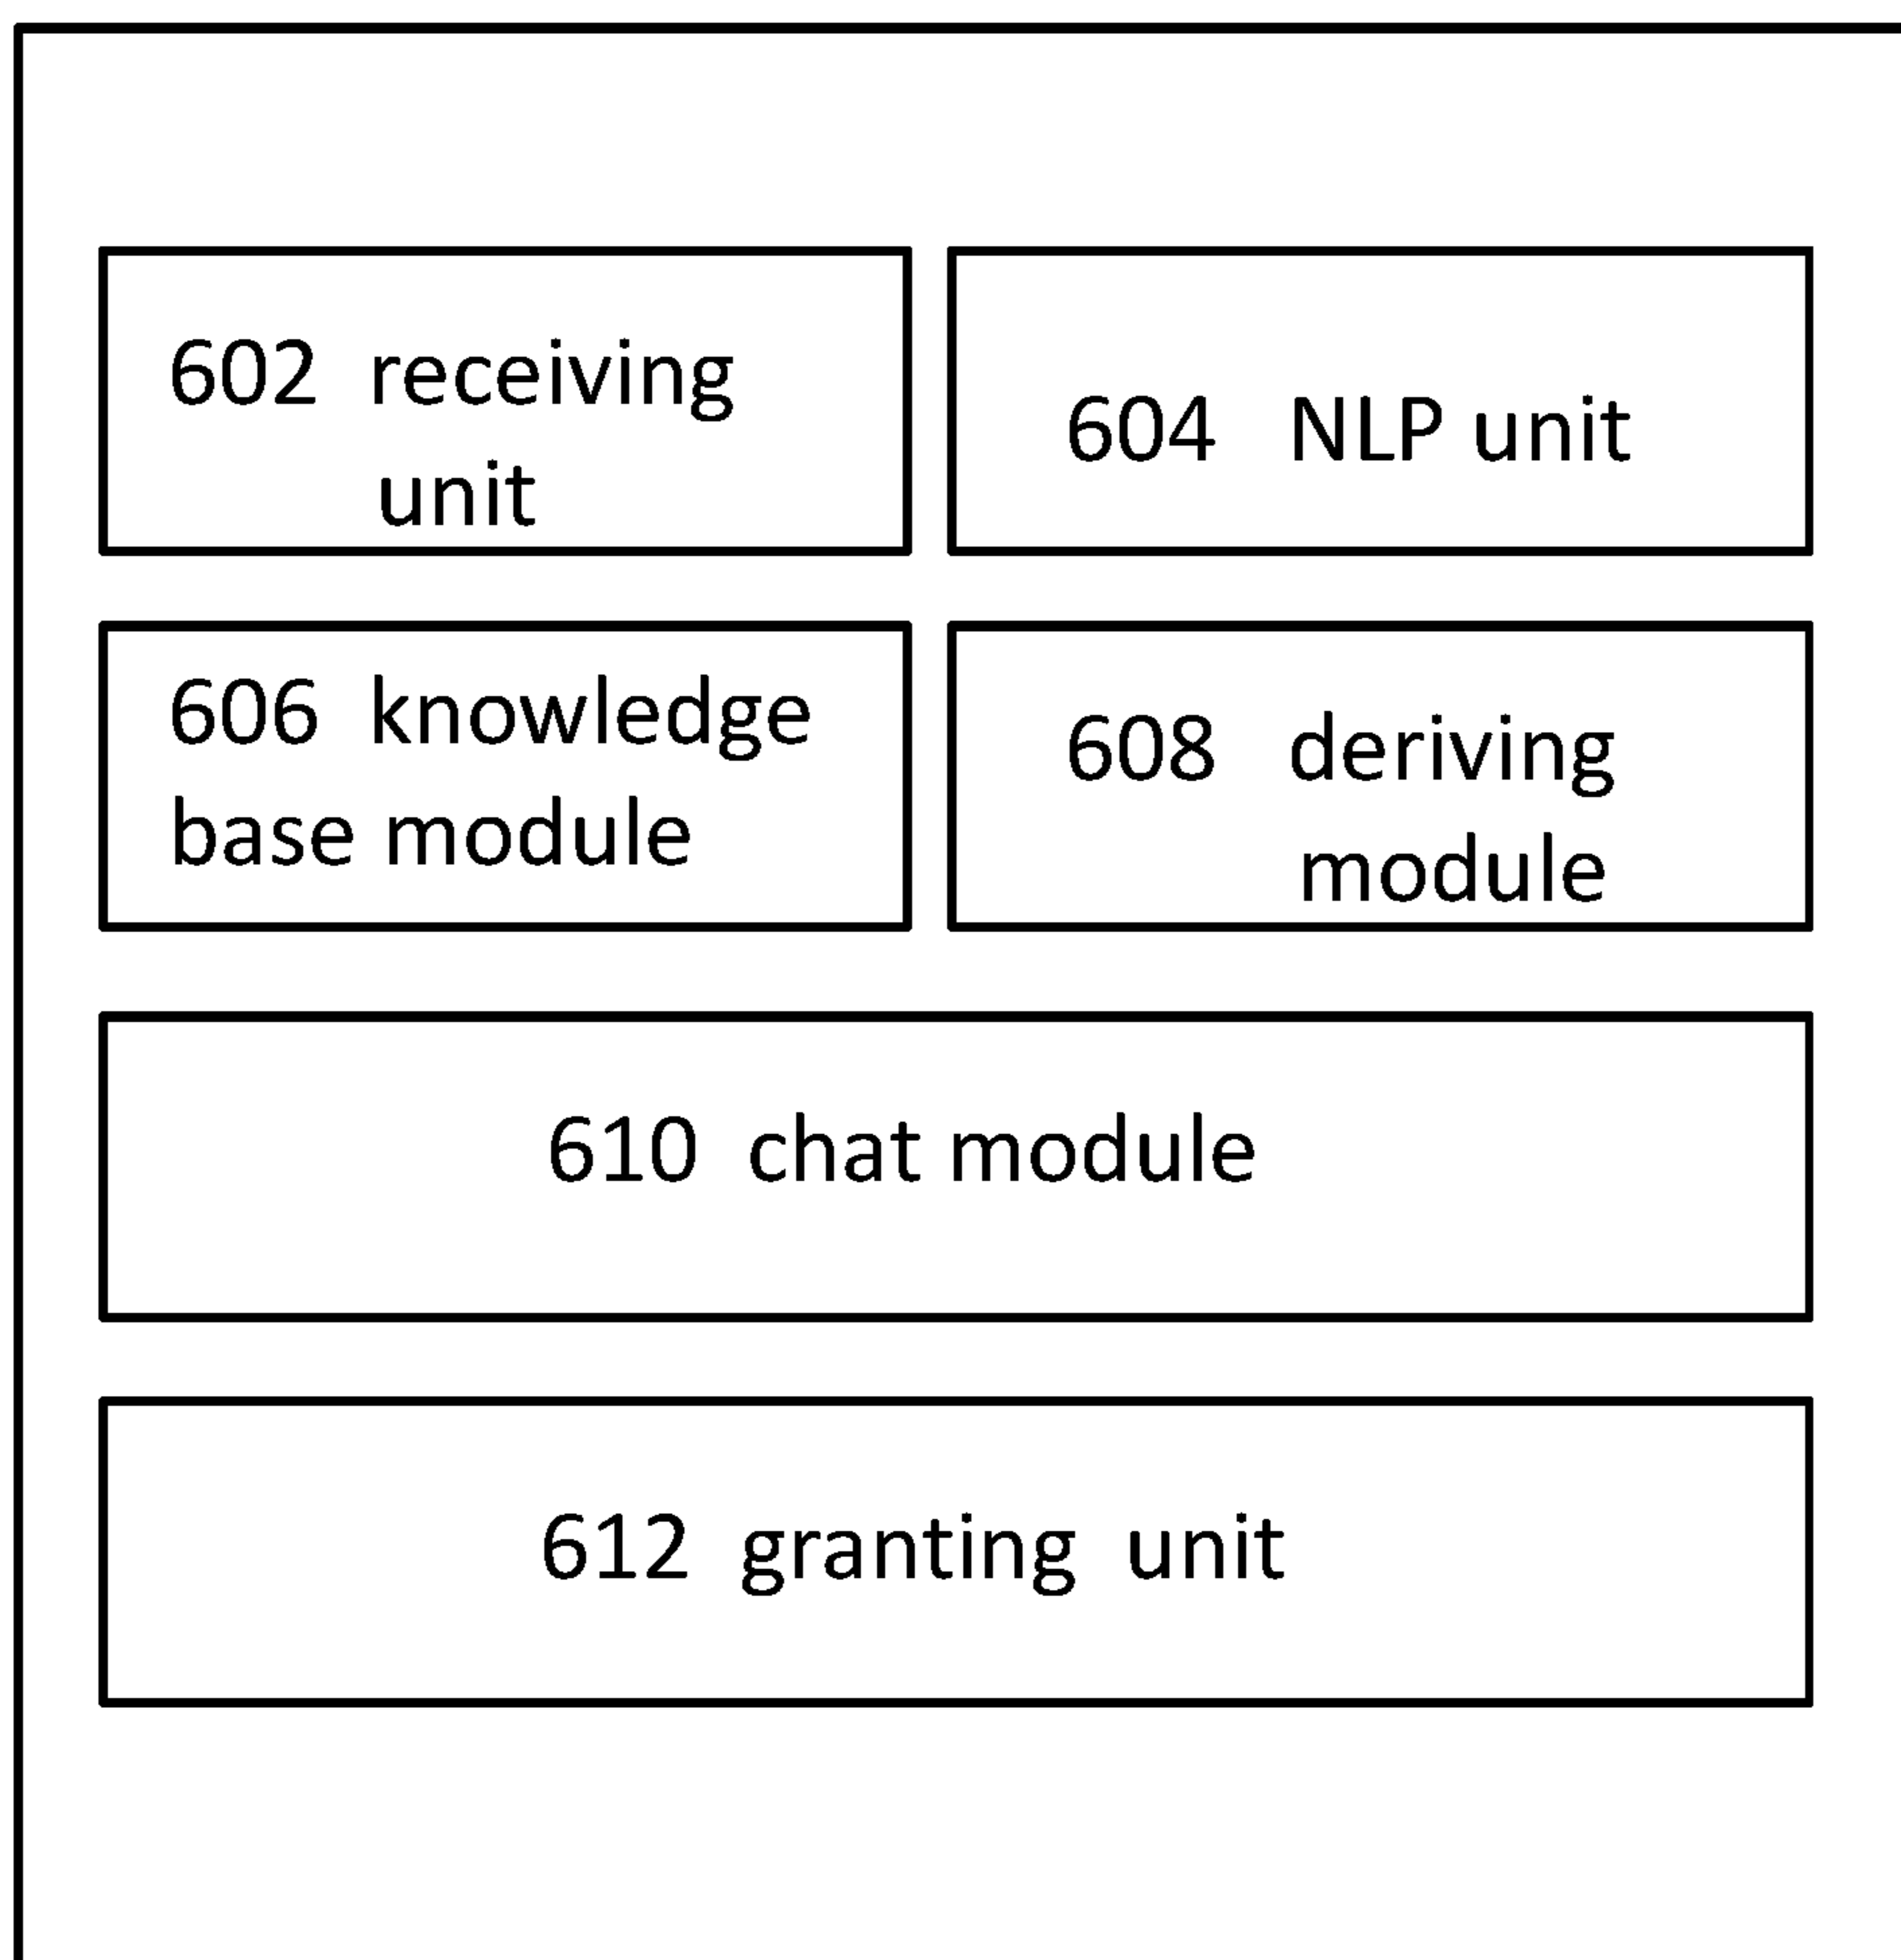 602 receiving
unit
604 NLP unit
606 knowledge
base module
608 deriving
module
610 chat module
612 granting unit